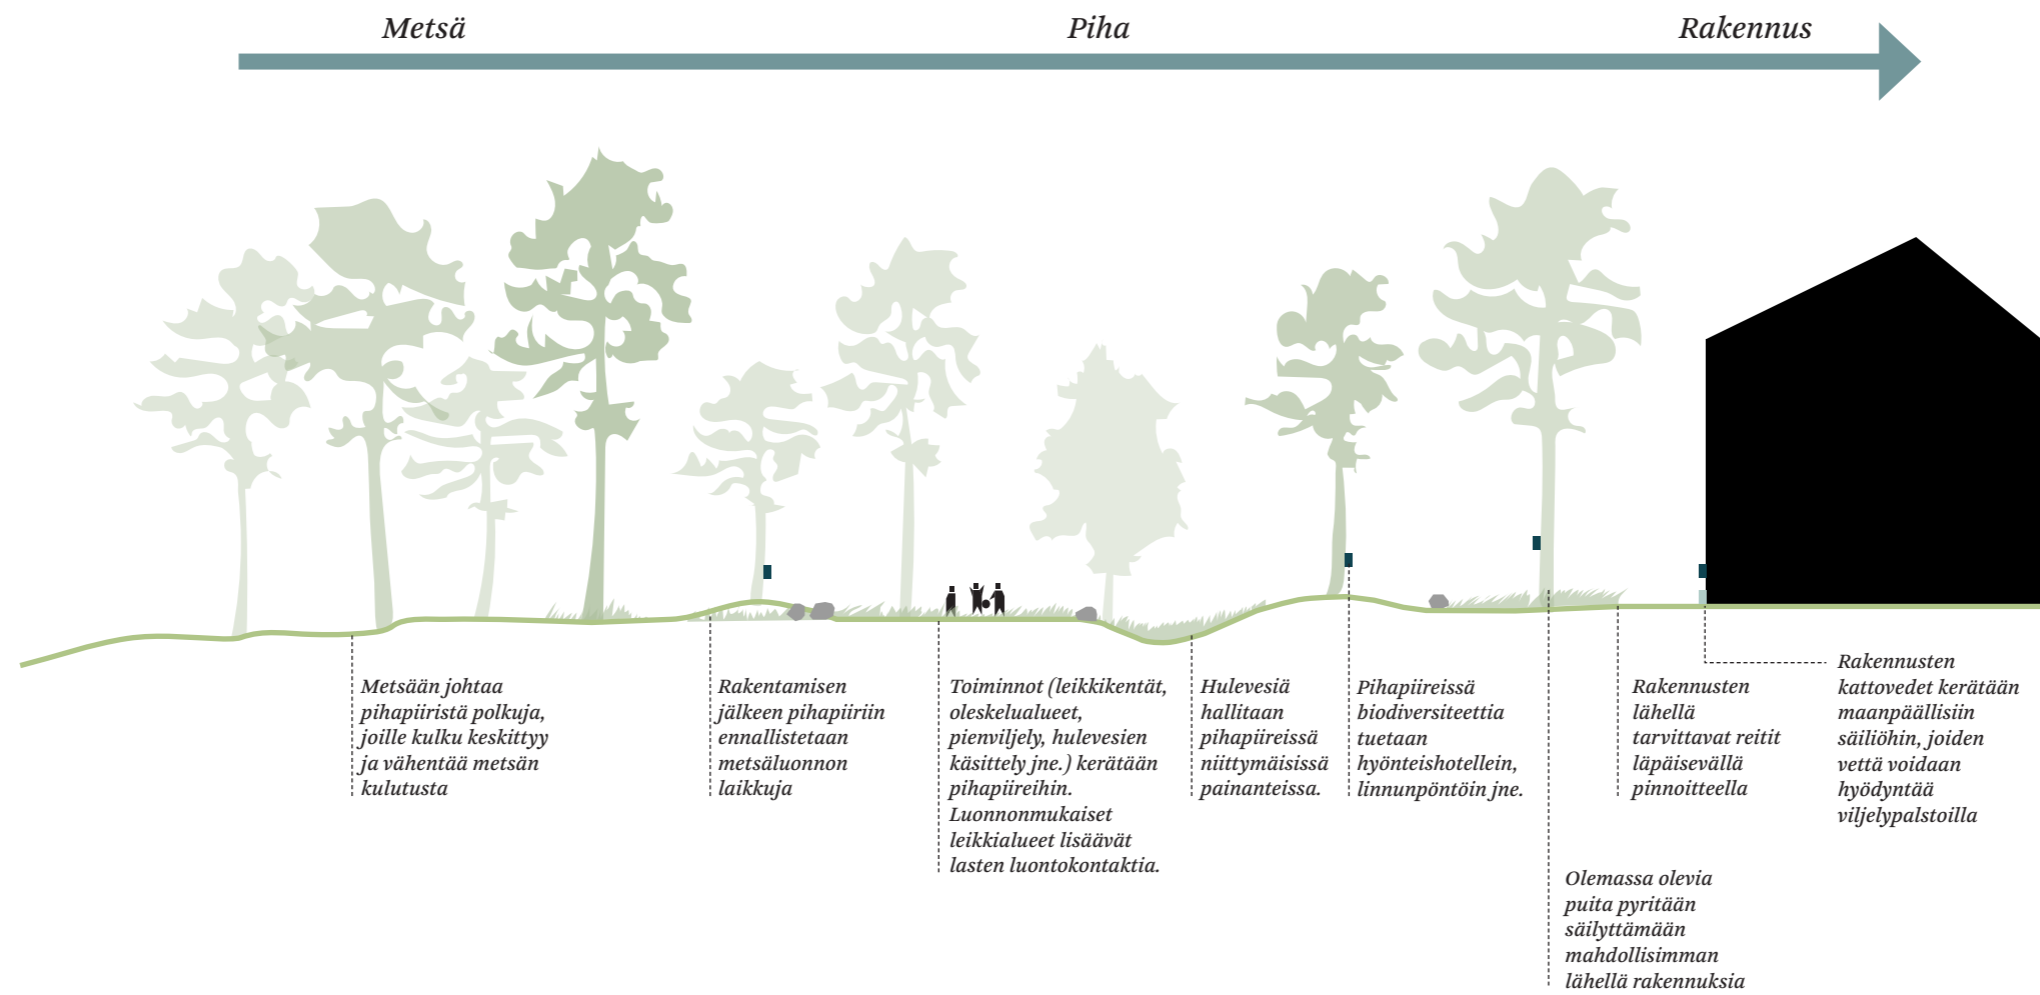 Metsä
Piha
Rakennus
Metsään johtaa
pihapiiristä polkuja,
joille kulku keskittyy
ja vähentää metsän
kulutusta
Rakentamisen
jälkeen pihapiiriin
ennallistetaan
metsäluonnon
laikkuja
Toiminnot (leikkikentät,
oleskelualueet,
pienviljely, hulevesien
käsittely jne.) kerätään
pihapiireihin.
Luonnonmukaiset
leikkialueet lisäävät
lasten luontokontaktia.
Hulevesiä
hallitaan
pihapiireissä
niittymäisissä
painanteissa.
Pihapiireissä
biodiversiteettia
tuetaan
hyönteishotellein,
linnunpöntöin jne.
Olemassa olevia
puita pyritään
säilyttämään
mahdollisimman
lähellä rakennuksia
Rakennusten
lähellä
tarvittavat reitit
läpäisevällä
pinnoitteella
Rakennusten
kattovedet kerätään
maanpäällisiin
säiliöhin, joiden
vettä voidaan
hyödyntää
viljelypalstoilla